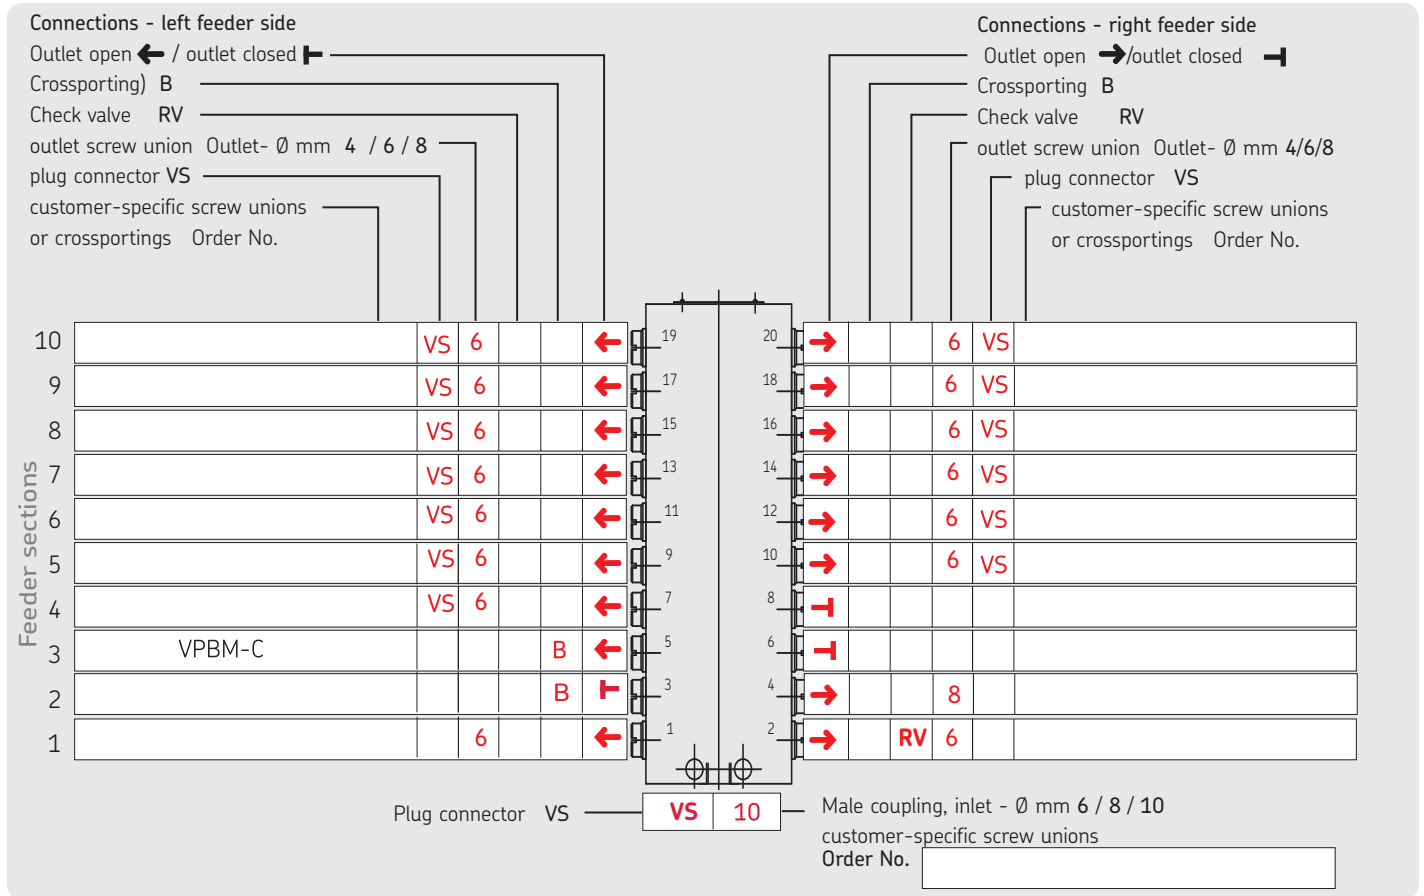 Connections - left feeder side
Outlet open ← / outlet closed
Crossporting) B
Check valve RV
outlet screw union Outlet- Ø mm 4 / 6 / 8
plug connector VS
customer-specific screw unions
or crossportings Order No.
Connections - right feeder side
Outlet open →/outlet closed
Crossporting B
Check valve RV
outlet screw union Outlet- Ø mm 4/6/8
plug connector VS
customer-specific screw unions
or crossportings Order No.
Feeder sections
10 VS 6 ← 19 20 → 6 VS
9 VS 6 ← 17 18 → 6 VS
8 VS 6 ← 15 16 → 6 VS
7 VS 6 ← 13 14 → 6 VS
6 VS 6 ← 11 12 → 6 VS
5 VS 6 ← 9 10 → 6 VS
4 VS 6 ← 7 8
3 VPBM-C B ← 5 6
2 B 3 4 → 8
1 6 ← 1 2 → RV 6
Plug connector VS
VS 10
Male coupling, inlet - Ø mm 6 / 8 / 10
customer-specific screw unions
Order No.